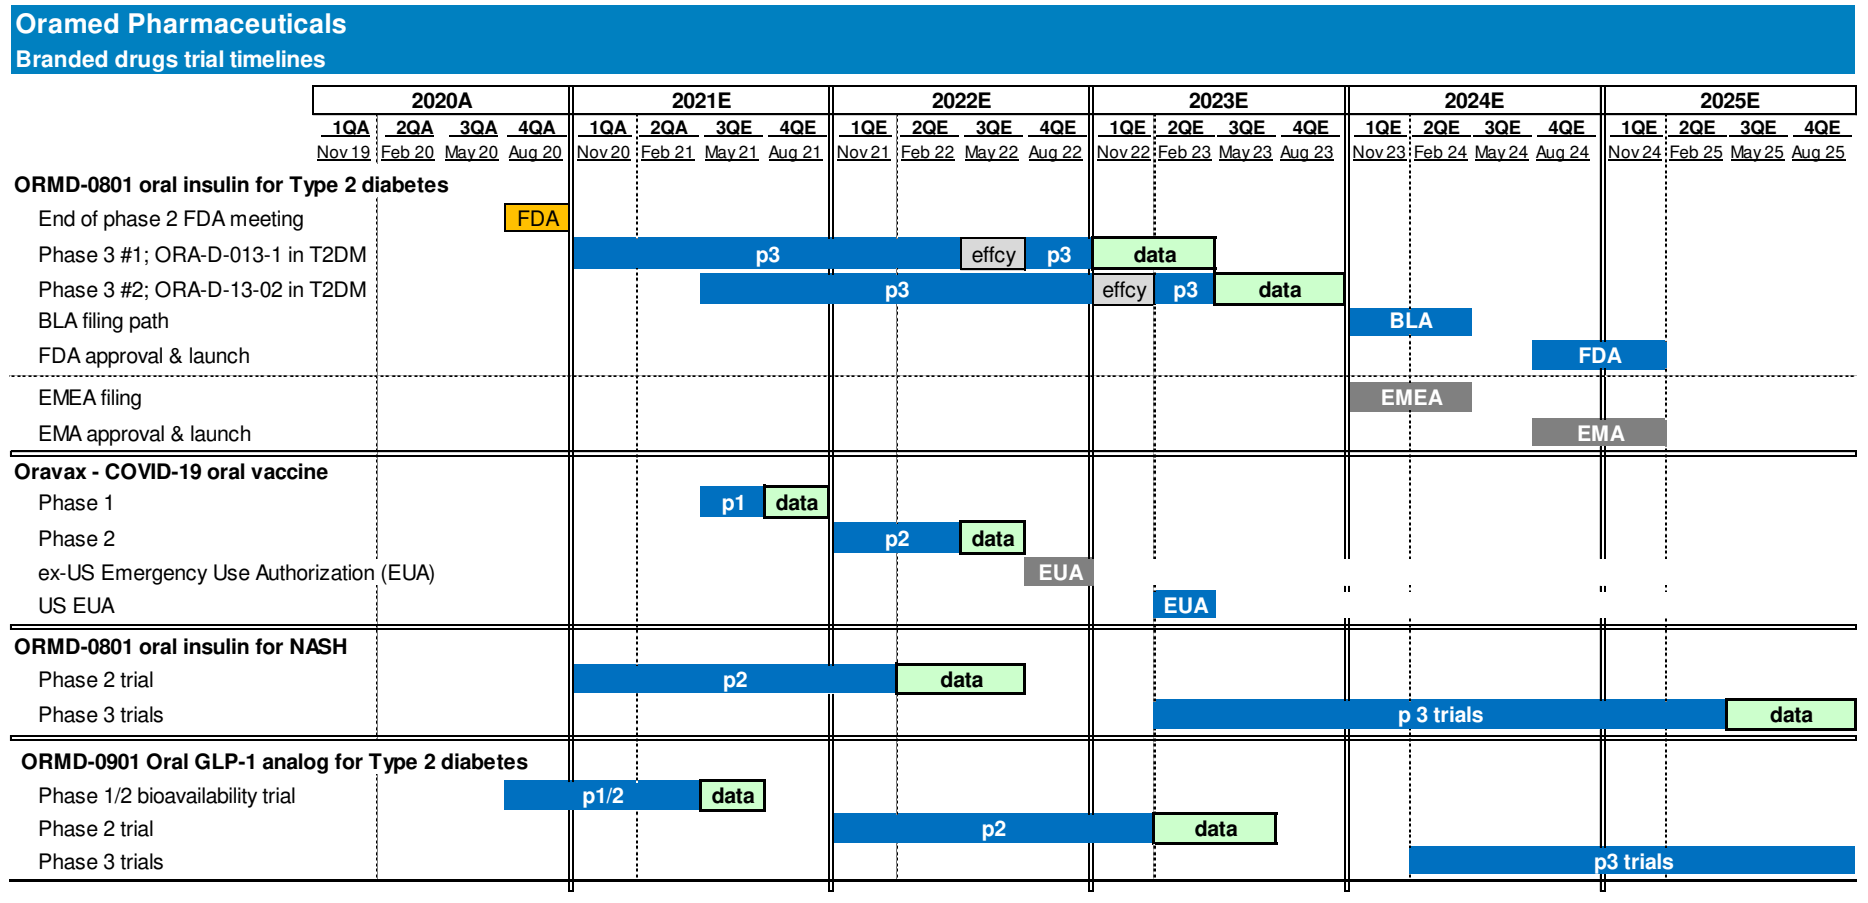 Oramed Pharmaceuticals
Branded drugs trial timelines
2020A 2021E 2022E 2023E 2024E 2025E
1QA 2QA 3QA 4QA 1QA 2QA 3QE 4QE 1QE 2QE 3QE 4QE 1QE 2QE 3QE 4QE 1QE 2QE 3QE 4QE 1QE 2QE 3QE 4QE
Nov 19 Feb 20 May 20 Aug 20 Nov 20 Feb 21 May 21 Aug 21 Nov 21 Feb 22 May 22 Aug 22 Nov 22 Feb 23 May 23 Aug 23 Nov 23 Feb 24 May 24 Aug 24 Nov 24 Feb 25 May 25 Aug 25
ORMD-0801 oral insulin for Type 2 diabetes
End of phase 2 FDA meeting FDA
Phase 3 #1; ORA-D-013-1 in T2DM p3 effcy p3 data
Phase 3 #2; ORA-D-13-02 in T2DM p3 effcy p3 data
BLA filing path BLA
FDA approval & launch FDA
EMEA filing EMEA
EMA approval & launch EMA
Oravax - COVID-19 oral vaccine
Phase 1 p1 data
Phase 2 p2 data
ex-US Emergency Use Authorization (EUA) EUA
US EUA EUA
ORMD-0801 oral insulin for NASH
Phase 2 trial p2 data
Phase 3 trials p 3 trials data
ORMD-0901 Oral GLP-1 analog for Type 2 diabetes
Phase 1/2 bioavailability trial p1/2 data
Phase 2 trial p2 data
Phase 3 trials p3 trials